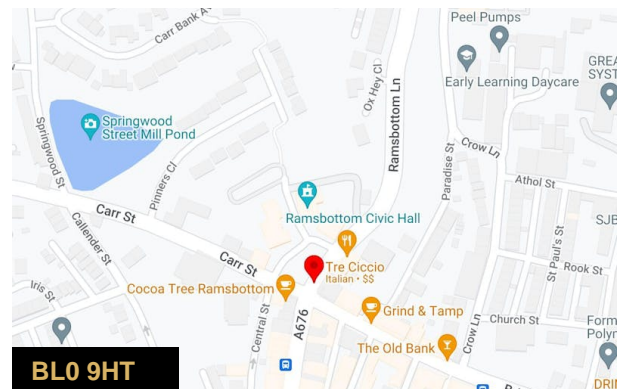 Carr Bank Av
Peel Pumps
GREA
SYST
Early Learning Daycare
Ox Hey Cl
Ramsbottom Ln
Springwood
Street Mill Pond
Springwood St
Pinners Cl
Paradise St
Crow Ln
Athol St
Carr St
Ramsbottom Civic Hall
St Paul's St
SJB
Callender St
Carr St
Tre Ciccio
Italian • $$
Rook St
Cocoa Tree Ramsbottom
Iris St
Central St
A676
Grind & Tamp
Crow Ln
Church St
Form
Polym
The Old Bank
BL0 9HT
DRI